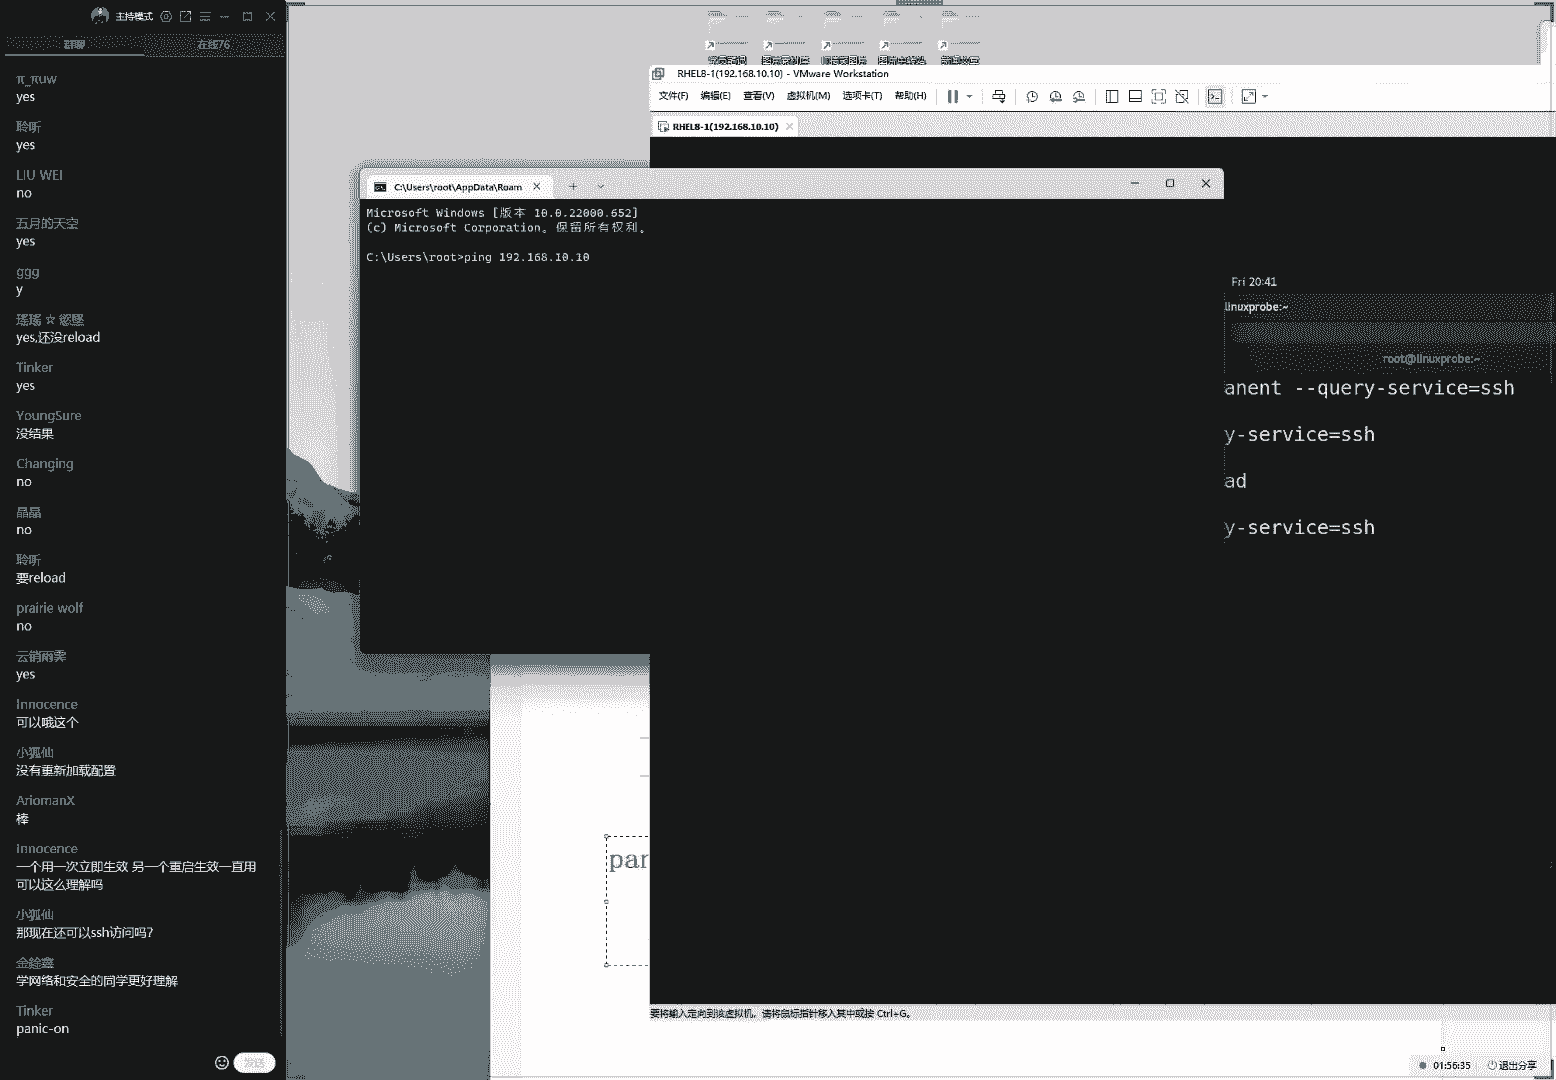 主持模式
群聊
在线76
π_πuw
yes
聆听
yes
LIU WEI
no
五月的天空
yes
ggg
y
yes,还没reload
Tinker
yes
YoungSure
没结果
Changing
no
晶晶
no
聆听
要reload
prairie wolf
no
云销雨霁
yes
Innocence
可以哦这个
小狐仙
没有重新加载配置
AriomanX
棒
Innocence
一个用一次立即生效 另一个重启生效一直用
可以这么理解吗
小狐仙
那现在还可以ssh访问吗?
学网络和安全的同学更好理解
Tinker
panic-on
发送
RHEL8-1(192.168.10.10) - VMware Workstation
文件(F) 编辑(E) 查看(V) 虚拟机(M) 选项卡(T) 帮助(H)
RHEL8-1(192.168.10.10)
C:\Users\root\AppData\Roam
Microsoft Windows [版本 10.0.22000.652]
(c) Microsoft Corporation。保留所有权利。
C:\Users\root>ping 192.168.10.10
Fri 20:41
linuxprobe:~
root@linuxprobe:~
anent --query-service=ssh
y-service=ssh
ad
y-service=ssh
pan
要将输入定向到该虚拟机，请将鼠标指针移入其中或按 Ctrl+G。
01:56:35
退出分享